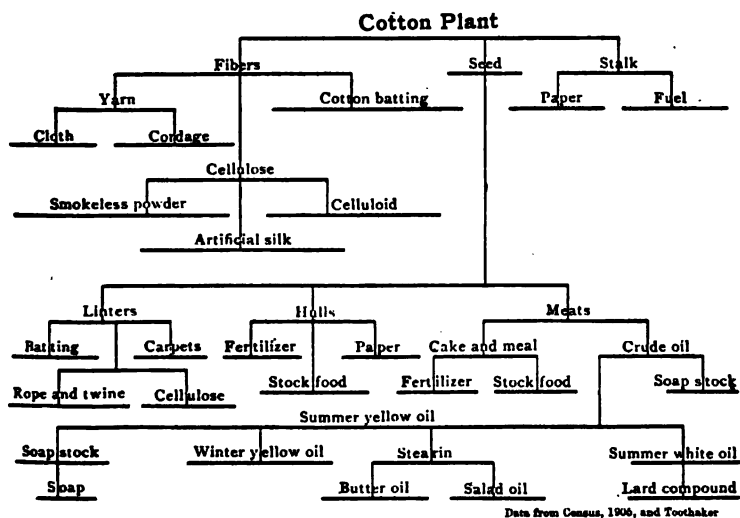 Cotton Plant
Fibers Seed Stalk
Yarn Cotton batting Paper Fuel
Cloth Cordage
Cellulose
Smokeless powder Celluloid
Artificial silk
Linters Hulls Meats
Batting Carpets Fertilizer Paper Cake and meal Crude oil
Rope and twine Cellulose Stock food Fertilizer Stock food Soap stock
Summer yellow oil
Soap stock Winter yellow oil Stearin Summer white oil
Soap Butter oil Salad oil Lard compound
Data from Census, 1905, and Toothaker